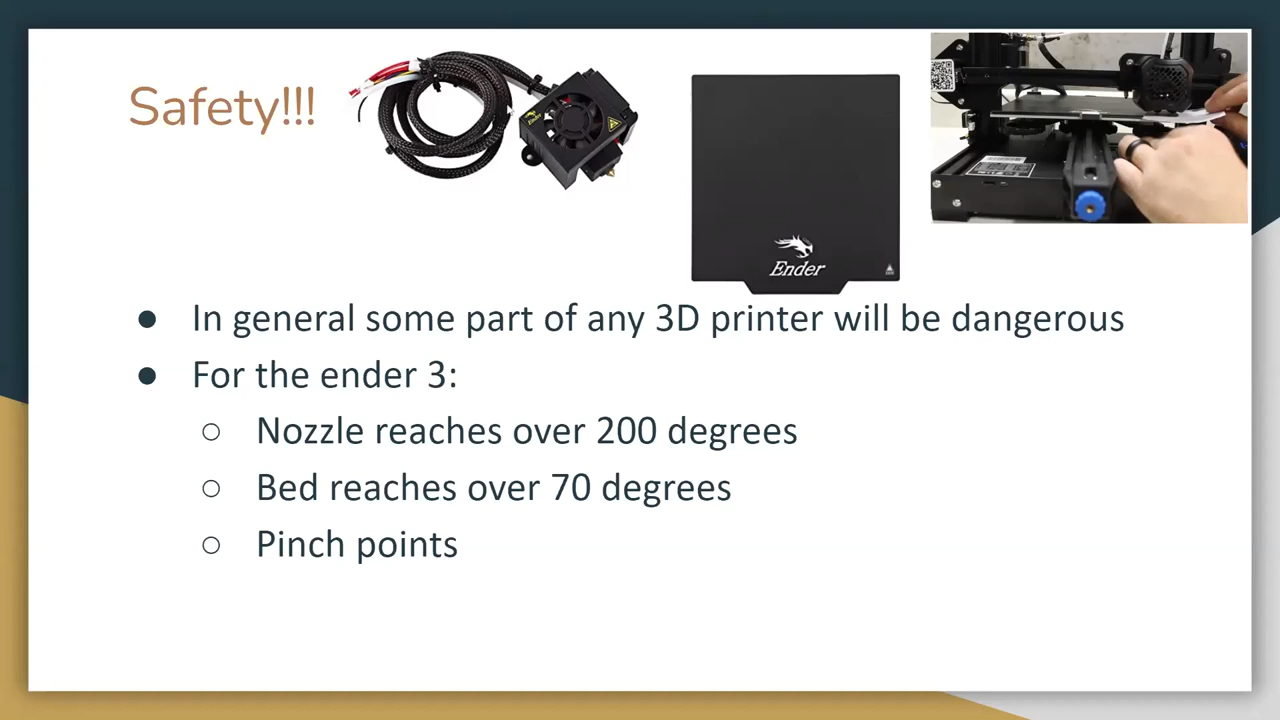 Safety!!!
Ender
Ender
In general some part of any 3D printer will be dangerous
For the ender 3:
Nozzle reaches over 200 degrees
Bed reaches over 70 degrees
Pinch points